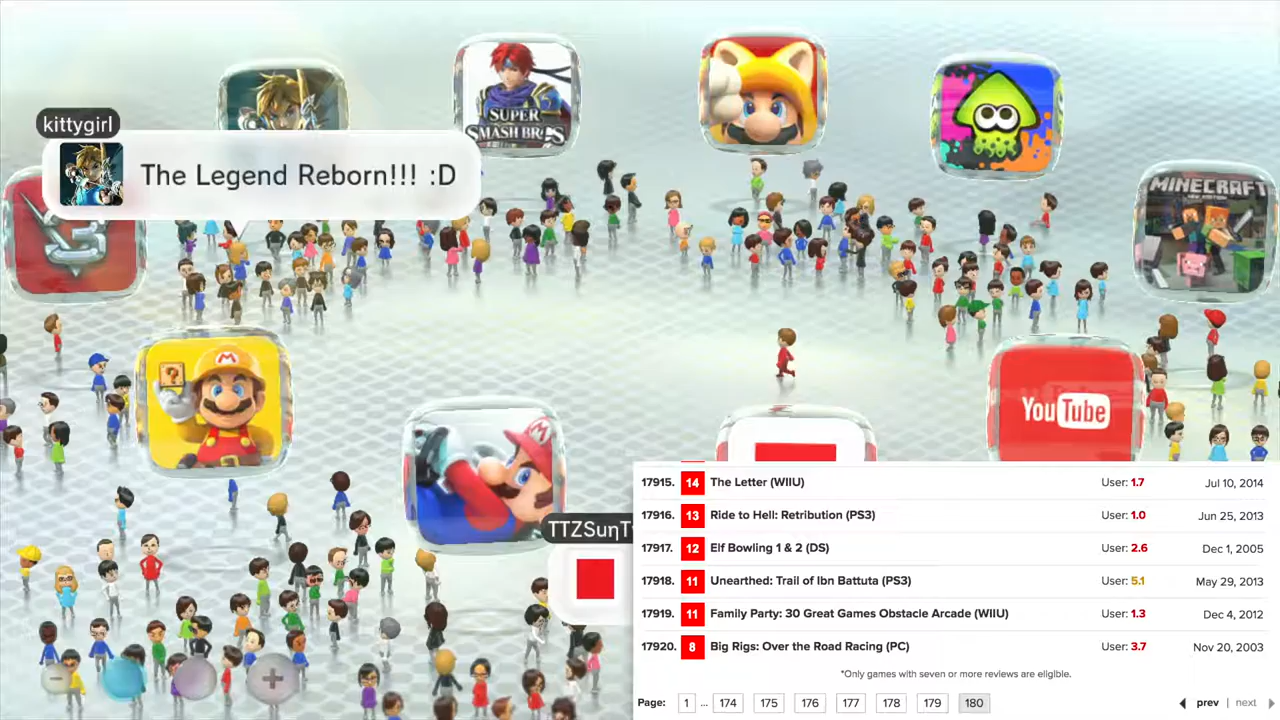 kittygirl
The Legend Reborn!!! :D
SUPER
SMASH BROS
MINECRAFT
YouTube
M
?
M
TTZSuηT
17915. 14 The Letter (WIIU) User: 1.7 Jul 10, 2014
17916. 13 Ride to Hell: Retribution (PS3) User: 1.0 Jun 25, 2013
17917. 12 Elf Bowling 1 & 2 (DS) User: 2.6 Dec 1, 2005
17918. 11 Unearthed: Trail of Ibn Battuta (PS3) User: 5.1 May 29, 2013
17919. 11 Family Party: 30 Great Games Obstacle Arcade (WIIU) User: 1.3 Dec 4, 2012
17920. 8 Big Rigs: Over the Road Racing (PC) User: 3.7 Nov 20, 2003
*Only games with seven or more reviews are eligible.
Page: 1 ... 174 175 176 177 178 179 180 prev | next